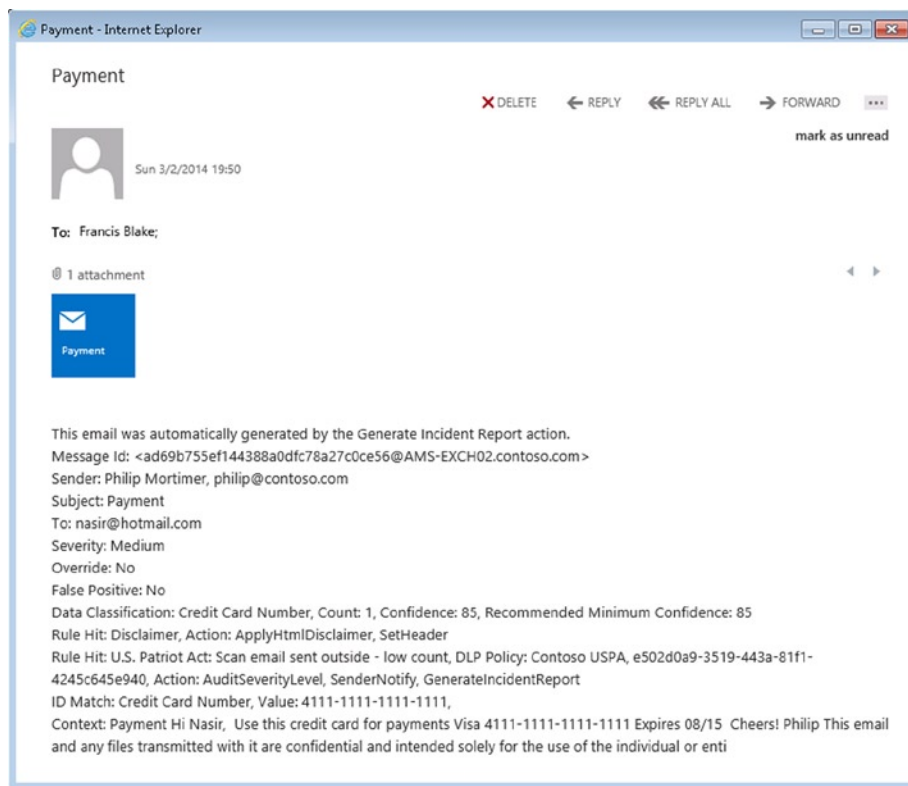 Payment - Internet Explorer
Payment
DELETE REPLY REPLY ALL FORWARD ...
mark as unread
Sun 3/2/2014 19:50
To: Francis Blake;
1 attachment
Payment
This email was automatically generated by the Generate Incident Report action.
Message Id: <ad69b755ef144388a0dfc78a27c0ce56@AMS-EXCH02.contoso.com>
Sender: Philip Mortimer, philip@contoso.com
Subject: Payment
To: nasir@hotmail.com
Severity: Medium
Override: No
False Positive: No
Data Classification: Credit Card Number, Count: 1, Confidence: 85, Recommended Minimum Confidence: 85
Rule Hit: Disclaimer, Action: ApplyHtmlDisclaimer, SetHeader
Rule Hit: U.S. Patriot Act: Scan email sent outside - low count, DLP Policy: Contoso USPA, e502d0a9-3519-443a-81f1-
4245c645e940, Action: AuditSeverityLevel, SenderNotify, GenerateIncidentReport
ID Match: Credit Card Number, Value: 4111-1111-1111-1111,
Context: Payment Hi Nasir,  Use this credit card for payments Visa 4111-1111-1111-1111 Expires 08/15  Cheers! Philip This email
and any files transmitted with it are confidential and intended solely for the use of the individual or enti